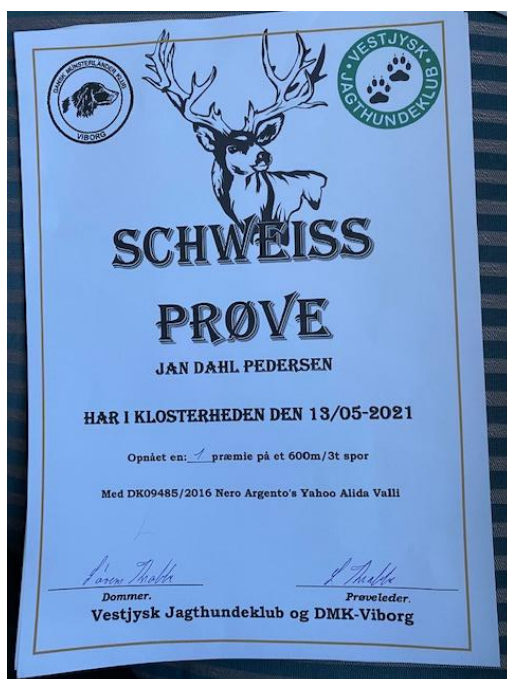 DANSK MÜNSTERLÄNDER KLUB
VIBORG
VESTJYSK
JAGTHUNDEKLUB
SCHWEISS
PRØVE
JAN DAHL PEDERSEN
HAR I KLOSTERHEDEN DEN 13/05-2021
Opnået en: 1 præmie på et 600m/3t spor
Med DK09485/2016 Nero Argento's Yahoo Alida Valli
Dommer. Prøveleder.
Vestjysk Jagthundeklub og DMK-Viborg